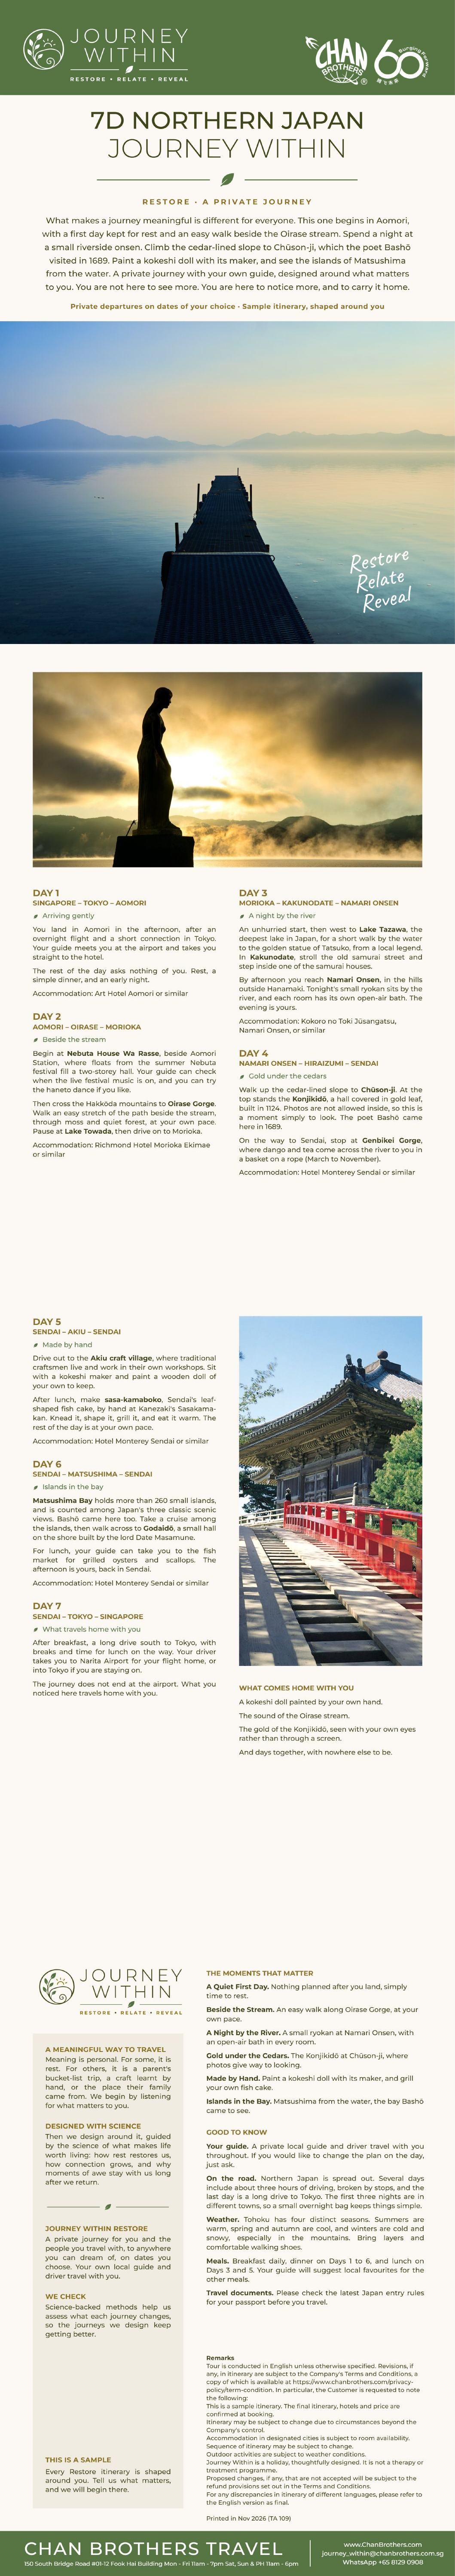 JOURNEY
WITHIN
RESTORE • RELATE • REVEAL
CHAN
BROTHERS
®
7D NORTHERN JAPAN
JOURNEY WITHIN
RESTORE · A PRIVATE JOURNEY
What makes a journey meaningful is different for everyone. This one begins in Aomori,
with a first day kept for rest and an easy walk beside the Oirase stream. Spend a night at
a small riverside onsen. Climb the cedar-lined slope to Chūson-ji, which the poet Bashō
visited in 1689. Paint a kokeshi doll with its maker, and see the islands of Matsushima
from the water. A private journey with your own guide, designed around what matters
to you. You are not here to see more. You are here to notice more, and to carry it home.
Private departures on dates of your choice · Sample itinerary, shaped around you
Restore
Relate
Reveal
DAY 1
SINGAPORE – TOKYO – AOMORI
Arriving gently
You land in Aomori in the afternoon, after an
overnight flight and a short connection in Tokyo.
Your guide meets you at the airport and takes you
straight to the hotel.
The rest of the day asks nothing of you. Rest, a
simple dinner, and an early night.
Accommodation: Art Hotel Aomori or similar
DAY 2
AOMORI – OIRASE – MORIOKA
Beside the stream
Begin at Nebuta House Wa Rasse, beside Aomori
Station, where floats from the summer Nebuta
festival fill a two-storey hall. Your guide can check
when the live festival music is on, and you can try
the haneto dance if you like.
Then cross the Hakkōda mountains to Oirase Gorge.
Walk an easy stretch of the path beside the stream,
through moss and quiet forest, at your own pace.
Pause at Lake Towada, then drive on to Morioka.
Accommodation: Richmond Hotel Morioka Ekimae
or similar
DAY 3
MORIOKA – KAKUNODATE – NAMARI ONSEN
A night by the river
An unhurried start, then west to Lake Tazawa, the
deepest lake in Japan, for a short walk by the water
to the golden statue of Tatsuko, from a local legend.
In Kakunodate, stroll the old samurai street and
step inside one of the samurai houses.
By afternoon you reach Namari Onsen, in the hills
outside Hanamaki. Tonight's small ryokan sits by the
river, and each room has its own open-air bath. The
evening is yours.
Accommodation: Kokoro no Toki Jūsangatsu,
Namari Onsen, or similar
DAY 4
NAMARI ONSEN – HIRAIZUMI – SENDAI
Gold under the cedars
Walk up the cedar-lined slope to Chūson-ji. At the
top stands the Konjikidō, a hall covered in gold leaf,
built in 1124. Photos are not allowed inside, so this is
a moment simply to look. The poet Bashō came
here in 1689.
On the way to Sendai, stop at Genbikei Gorge,
where dango and tea come across the river to you in
a basket on a rope (March to November).
Accommodation: Hotel Monterey Sendai or similar
DAY 5
SENDAI – AKIU – SENDAI
Made by hand
Drive out to the Akiu craft village, where traditional
craftsmen live and work in their own workshops. Sit
with a kokeshi maker and paint a wooden doll of
your own to keep.
After lunch, make sasa-kamaboko, Sendai's leaf-
shaped fish cake, by hand at Kanezaki's Sasakama-
kan. Knead it, shape it, grill it, and eat it warm. The
rest of the day is at your own pace.
Accommodation: Hotel Monterey Sendai or similar
DAY 6
SENDAI – MATSUSHIMA – SENDAI
Islands in the bay
Matsushima Bay holds more than 260 small islands,
and is counted among Japan's three classic scenic
views. Bashō came here too. Take a cruise among
the islands, then walk across to Godaidō, a small hall
on the shore built by the lord Date Masamune.
For lunch, your guide can take you to the fish
market for grilled oysters and scallops. The
afternoon is yours, back in Sendai.
Accommodation: Hotel Monterey Sendai or similar
DAY 7
SENDAI – TOKYO – SINGAPORE
What travels home with you
After breakfast, a long drive south to Tokyo, with
breaks and time for lunch on the way. Your driver
takes you to Narita Airport for your flight home, or
into Tokyo if you are staying on.
The journey does not end at the airport. What you
noticed here travels home with you.
WHAT COMES HOME WITH YOU
A kokeshi doll painted by your own hand.
The sound of the Oirase stream.
The gold of the Konjikidō, seen with your own eyes
rather than through a screen.
And days together, with nowhere else to be.
JOURNEY
WITHIN
RESTORE • RELATE • REVEAL
A MEANINGFUL WAY TO TRAVEL
Meaning is personal. For some, it is
rest. For others, it is a parent's
bucket-list trip, a craft learnt by
hand, or the place their family
came from. We begin by listening
for what matters to you.
DESIGNED WITH SCIENCE
Then we design around it, guided
by the science of what makes life
worth living: how rest restores us,
how connection grows, and why
moments of awe stay with us long
after we return.
JOURNEY WITHIN RESTORE
A private journey for you and the
people you travel with, to anywhere
you can dream of, on dates you
choose. Your own local guide and
driver travel with you.
WE CHECK
Science-backed methods help us
assess what each journey changes,
so the journeys we design keep
getting better.
THIS IS A SAMPLE
Every Restore itinerary is shaped
around you. Tell us what matters,
and we will begin there.
THE MOMENTS THAT MATTER
A Quiet First Day. Nothing planned after you land, simply
time to rest.
Beside the Stream. An easy walk along Oirase Gorge, at your
own pace.
A Night by the River. A small ryokan at Namari Onsen, with
an open-air bath in every room.
Gold under the Cedars. The Konjikidō at Chūson-ji, where
photos give way to looking.
Made by Hand. Paint a kokeshi doll with its maker, and grill
your own fish cake.
Islands in the Bay. Matsushima from the water, the bay Bashō
came to see.
GOOD TO KNOW
Your guide. A private local guide and driver travel with you
throughout. If you would like to change the plan on the day,
just ask.
On the road. Northern Japan is spread out. Several days
include about three hours of driving, broken by stops, and the
last day is a long drive to Tokyo. The first three nights are in
different towns, so a small overnight bag keeps things simple.
Weather. Tohoku has four distinct seasons. Summers are
warm, spring and autumn are cool, and winters are cold and
snowy, especially in the mountains. Bring layers and
comfortable walking shoes.
Meals. Breakfast daily, dinner on Days 1 to 6, and lunch on
Days 3 and 5. Your guide will suggest local favourites for the
other meals.
Travel documents. Please check the latest Japan entry rules
for your passport before you travel.
Remarks
Tour is conducted in English unless otherwise specified. Revisions, if
any, in itinerary are subject to the Company's Terms and Conditions, a
copy of which is available at https://www.chanbrothers.com/privacy-
policy/term-condition. In particular, the Customer is requested to note
the following:
This is a sample itinerary. The final itinerary, hotels and price are
confirmed at booking.
Itinerary may be subject to change due to circumstances beyond the
Company's control.
Accommodation in designated cities is subject to room availability.
Sequence of itinerary may be subject to change.
Outdoor activities are subject to weather conditions.
Journey Within is a holiday, thoughtfully designed. It is not a therapy or
treatment programme.
Proposed changes, if any, that are not accepted will be subject to the
refund provisions set out in the Terms and Conditions.
For any discrepancies in itinerary of different languages, please refer to
the English version as final.
Printed in Nov 2026 (TA 109)
CHAN BROTHERS TRAVEL
150 South Bridge Road #01-12 Fook Hai Building Mon - Fri 11am - 7pm Sat, Sun & PH 11am - 6pm
www.ChanBrothers.com
journey_within@chanbrothers.com.sg
WhatsApp +65 8129 0908